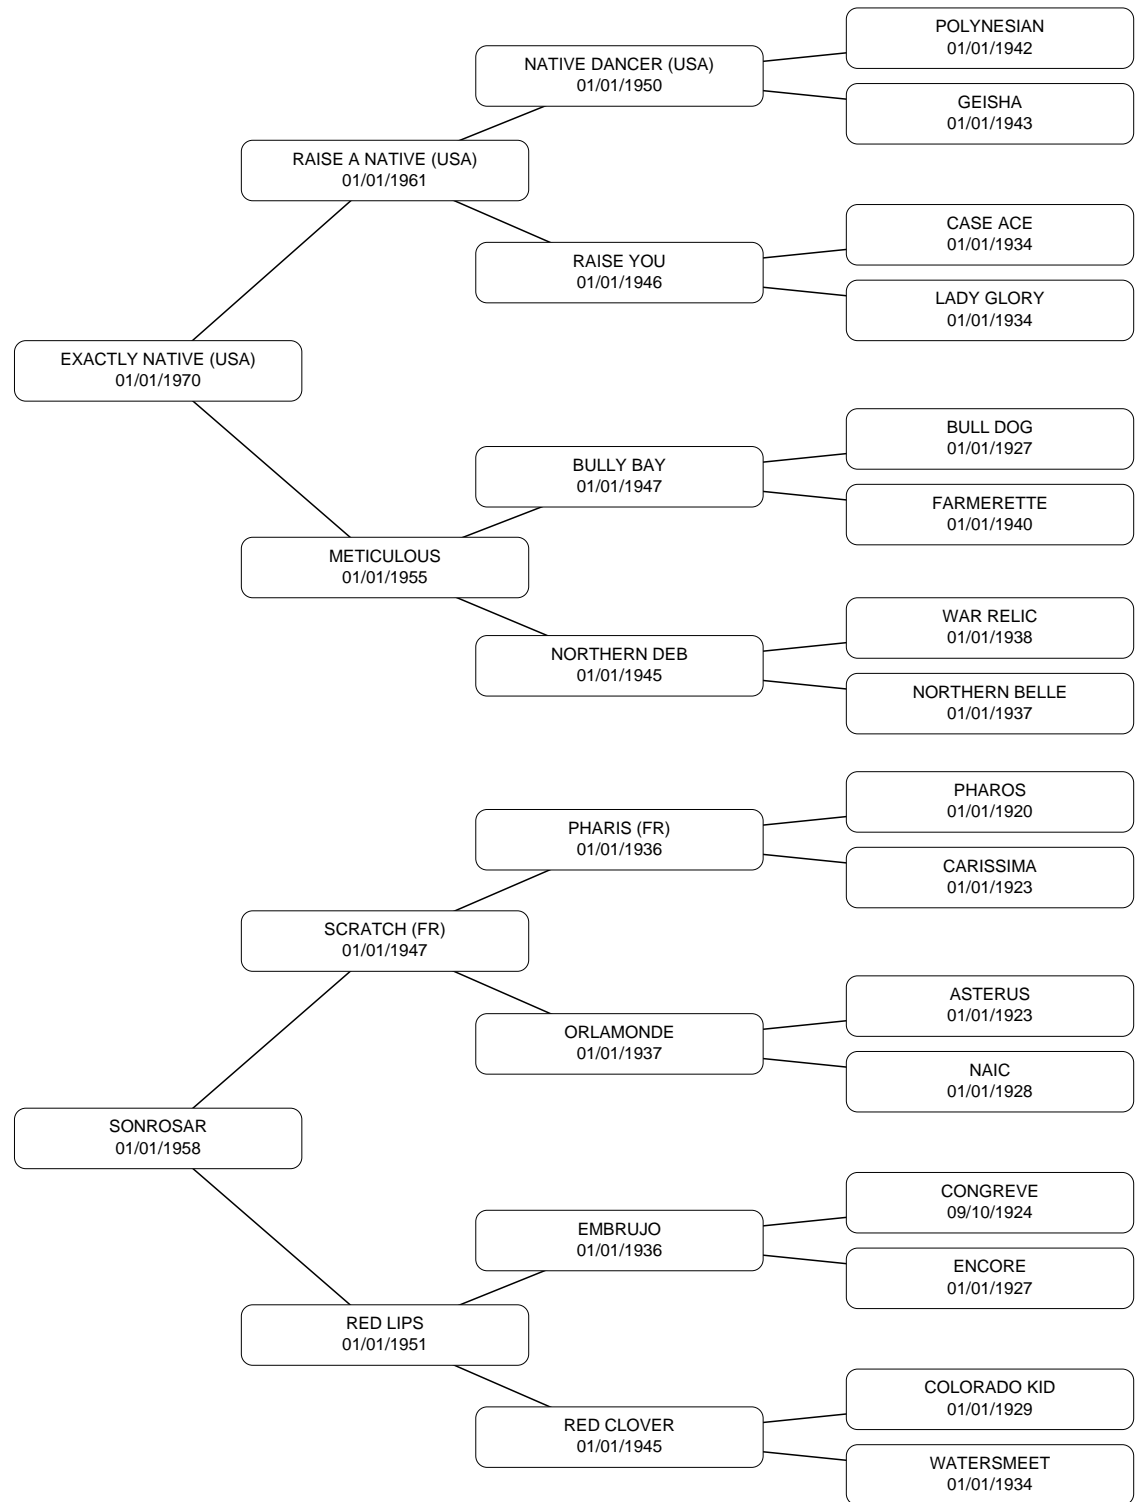 POLYNESIAN
01/01/1942
NATIVE DANCER (USA)
01/01/1950
GEISHA
01/01/1943
RAISE A NATIVE (USA)
01/01/1961
CASE ACE
01/01/1934
RAISE YOU
01/01/1946
LADY GLORY
01/01/1934
EXACTLY NATIVE (USA)
01/01/1970
BULL DOG
01/01/1927
BULLY BAY
01/01/1947
FARMERETTE
01/01/1940
METICULOUS
01/01/1955
WAR RELIC
01/01/1938
NORTHERN DEB
01/01/1945
NORTHERN BELLE
01/01/1937
PHAROS
01/01/1920
PHARIS (FR)
01/01/1936
CARISSIMA
01/01/1923
SCRATCH (FR)
01/01/1947
ASTERUS
01/01/1923
ORLAMONDE
01/01/1937
NAIC
01/01/1928
SONROSAR
01/01/1958
CONGREVE
09/10/1924
EMBRUJO
01/01/1936
ENCORE
01/01/1927
RED LIPS
01/01/1951
COLORADO KID
01/01/1929
RED CLOVER
01/01/1945
WATERSMEET
01/01/1934